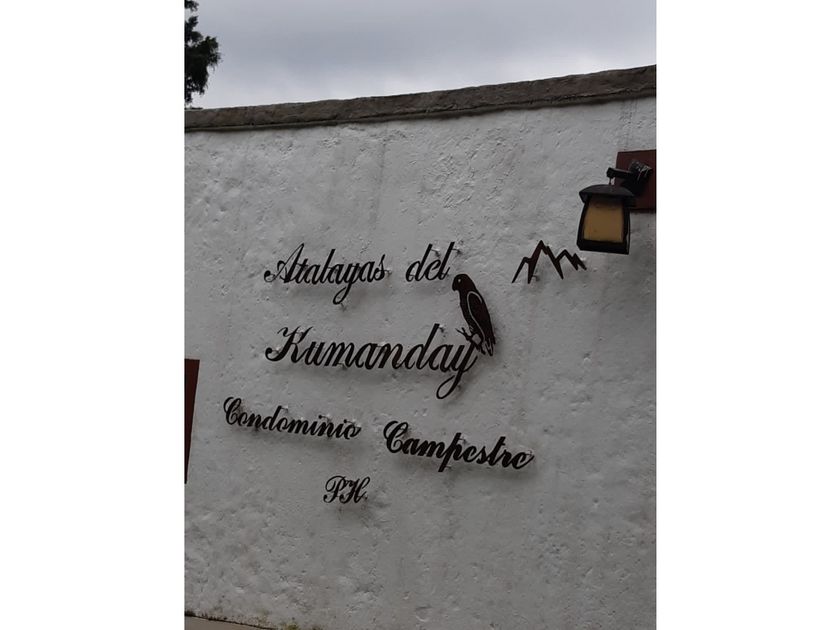 Atalayas del
Kumanday
Condominio Campestre
P.H.